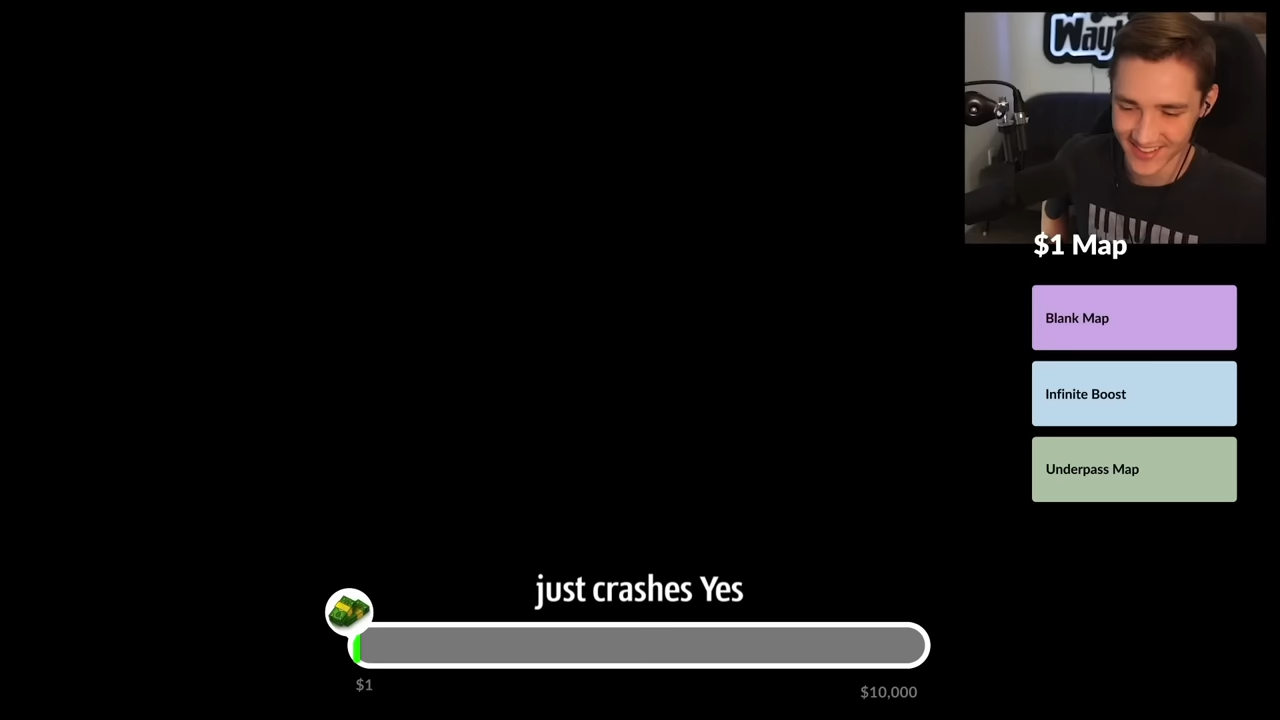 $1 Map
Blank Map
Infinite Boost
Underpass Map
just crashes Yes
$1
$10,000